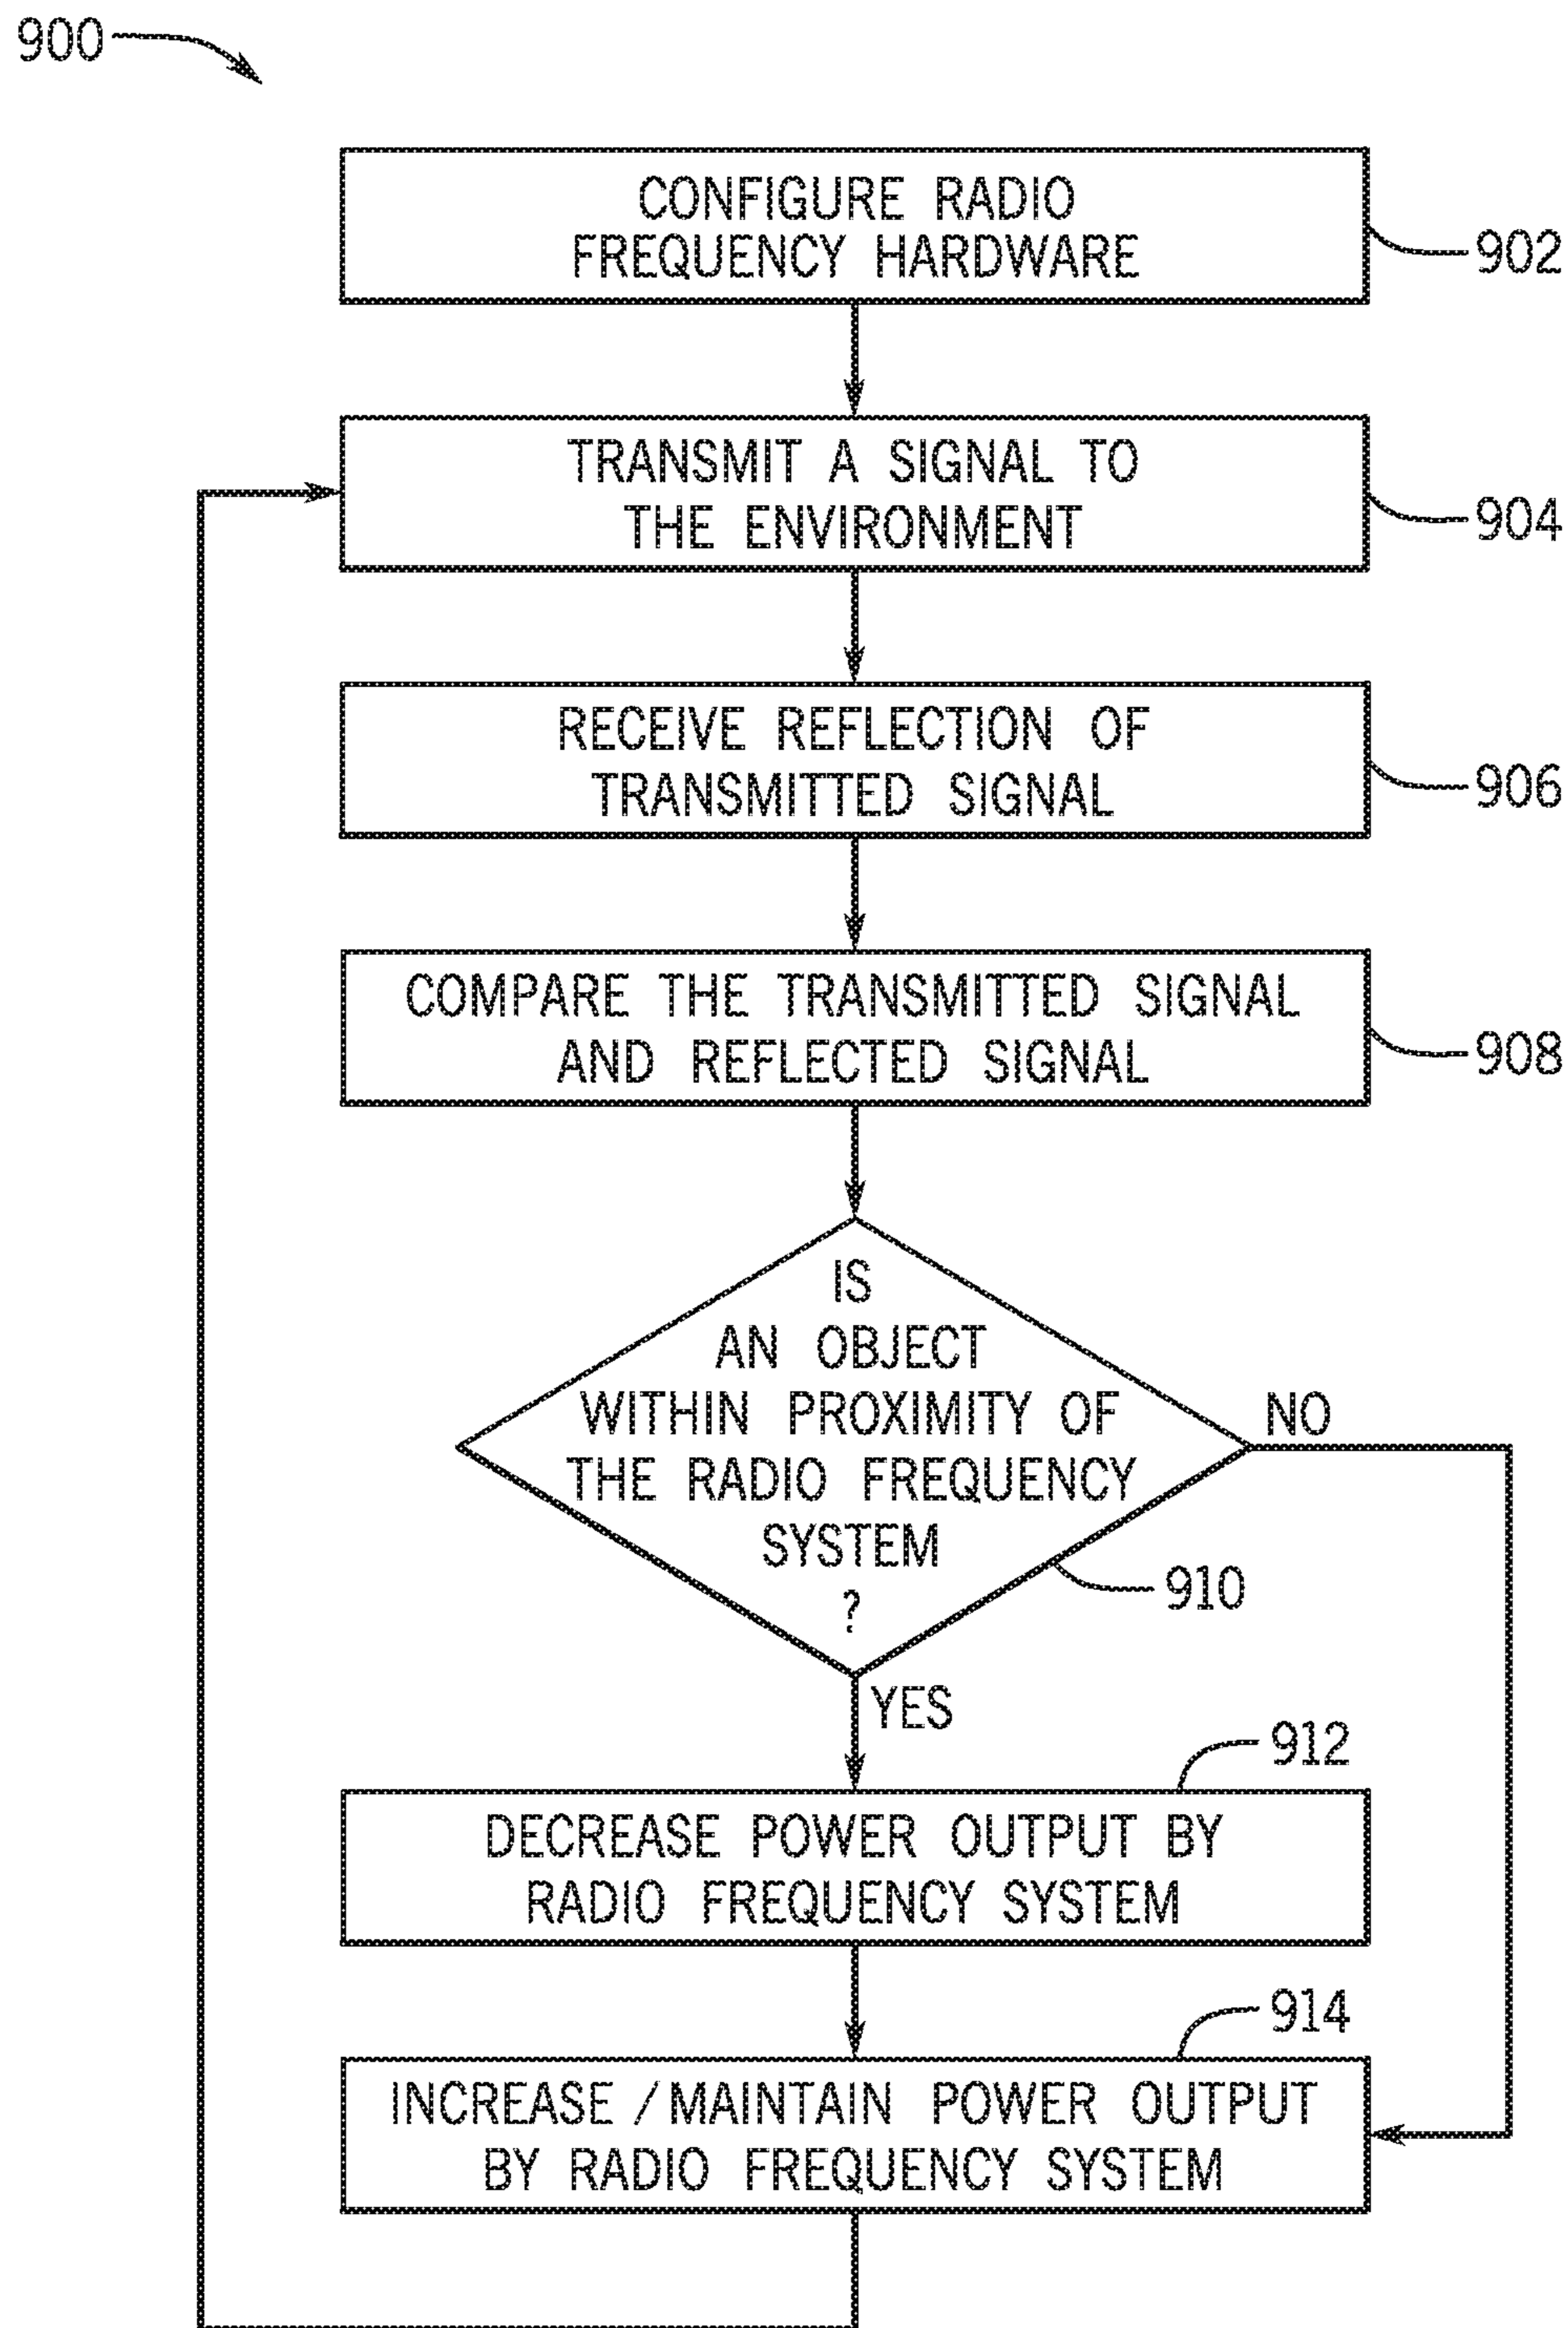 900
CONFIGURE RADIO
FREQUENCY HARDWARE
902
TRANSMIT A SIGNAL TO
THE ENVIRONMENT
904
RECEIVE REFLECTION OF
TRANSMITTED SIGNAL
906
COMPARE THE TRANSMITTED SIGNAL
AND REFLECTED SIGNAL
908
IS
AN OBJECT
WITHIN PROXIMITY OF
THE RADIO FREQUENCY
SYSTEM
?
NO
910
YES
912
DECREASE POWER OUTPUT BY
RADIO FREQUENCY SYSTEM
914
INCREASE / MAINTAIN POWER OUTPUT
BY RADIO FREQUENCY SYSTEM